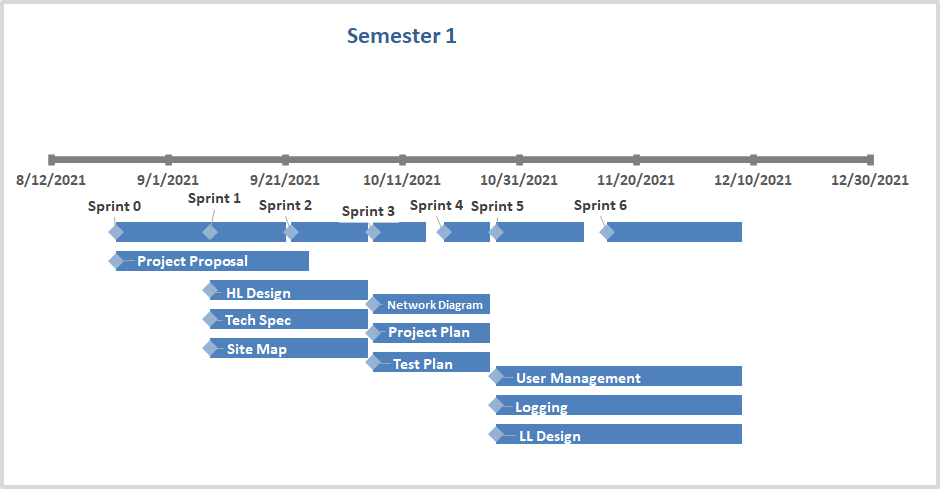 Semester 1
8/12/2021 9/1/2021 9/21/2021 10/11/2021 10/31/2021 11/20/2021 12/10/2021 12/30/2021
Sprint 0 Sprint 1 Sprint 2 Sprint 3 Sprint 4 Sprint 5 Sprint 6
Project Proposal
HL Design
Network Diagram
Tech Spec
Project Plan
Site Map
Test Plan
User Management
Logging
LL Design